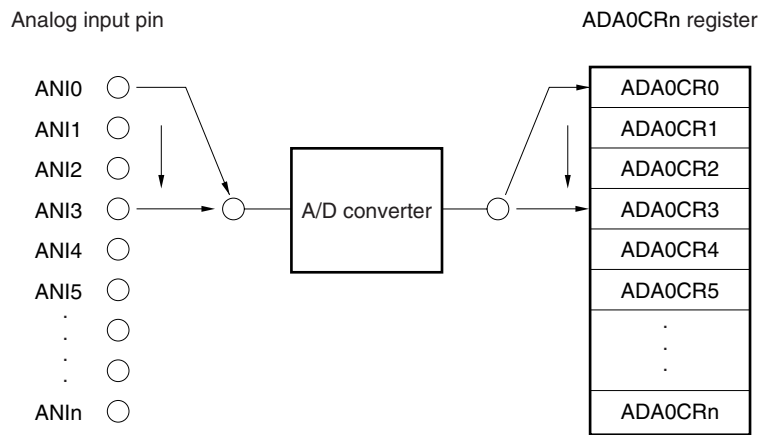 Analog input pin
ADA0CRn register
ANI0
ANI1
ANI2
ANI3
ANI4
ANI5
.
.
.
.
ANIn
A/D converter
ADA0CR0
ADA0CR1
ADA0CR2
ADA0CR3
ADA0CR4
ADA0CR5
.
.
.
ADA0CRn